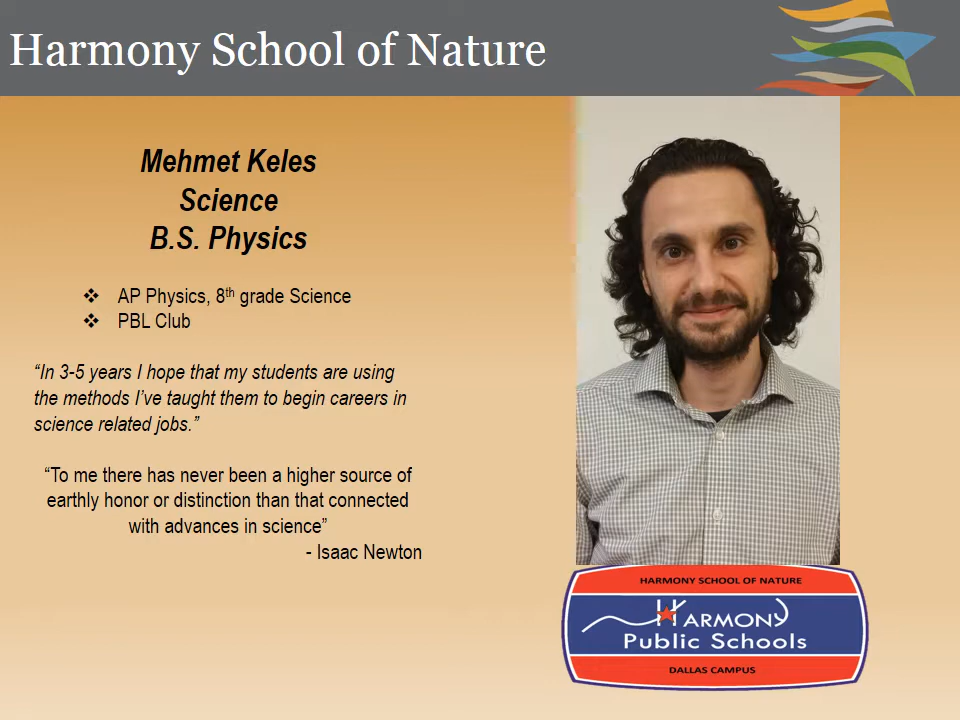 Harmony School of Nature
Mehmet Keles
Science
B.S. Physics
❖ AP Physics, 8th grade Science
❖ PBL Club
“In 3-5 years I hope that my students are using
the methods I’ve taught them to begin careers in
science related jobs.”
“To me there has never been a higher source of
earthly honor or distinction than that connected
with advances in science”
- Isaac Newton
HARMONY SCHOOL OF NATURE
HARMONY
Public Schools
DALLAS CAMPUS